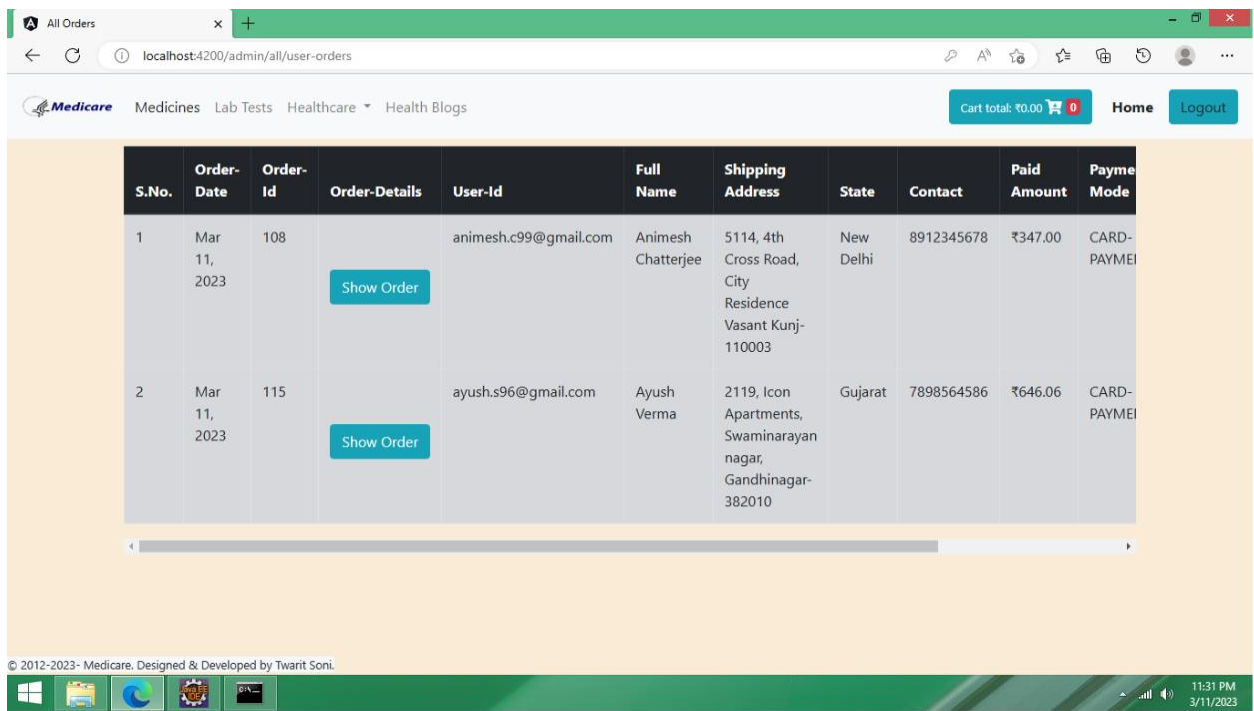 All Orders
localhost:4200/admin/all/user-orders
Medicare Medicines Lab Tests Healthcare Health Blogs Cart total: ₹0.00 0 Home Logout
S.No. Order-Date Order-Id Order-Details User-Id Full Name Shipping Address State Contact Paid Amount Payme Mode
1 Mar 11, 2023 108 Show Order animesh.c99@gmail.com Animesh Chatterjee 5114, 4th Cross Road, City Residence Vasant Kunj-110003 New Delhi 8912345678 ₹347.00 CARD-PAYME
2 Mar 11, 2023 115 Show Order ayush.s96@gmail.com Ayush Verma 2119, Icon Apartments, Swaminarayan nagar, Gandhinagar-382010 Gujarat 7898564586 ₹646.06 CARD-PAYME
© 2012-2023- Medicare. Designed & Developed by Twarit Soni.
11:31 PM
3/11/2023